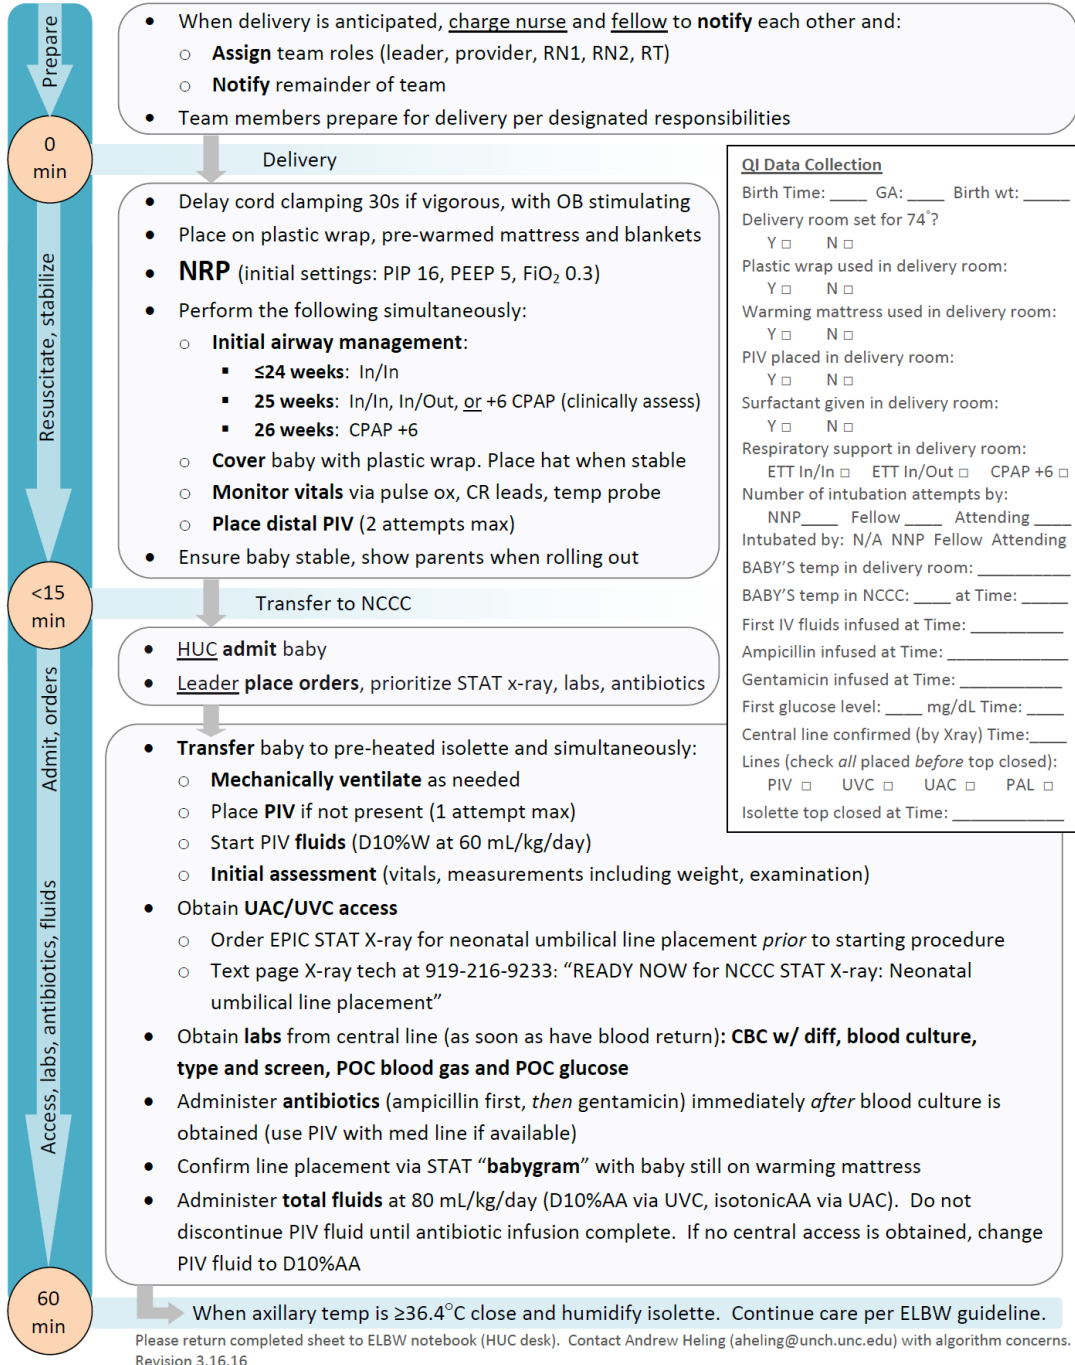 Prepare
• When delivery is anticipated, charge nurse and fellow to notify each other and:
○ Assign team roles (leader, provider, RN1, RN2, RT)
○ Notify remainder of team
• Team members prepare for delivery per designated responsibilities
0
min
Delivery
Resuscitate, stabilize
• Delay cord clamping 30s if vigorous, with OB stimulating
• Place on plastic wrap, pre-warmed mattress and blankets
• NRP (initial settings: PIP 16, PEEP 5, FiO₂ 0.3)
• Perform the following simultaneously:
○ Initial airway management:
▪ ≤24 weeks: In/In
▪ 25 weeks: In/In, In/Out, or +6 CPAP (clinically assess)
▪ 26 weeks: CPAP +6
○ Cover baby with plastic wrap. Place hat when stable
○ Monitor vitals via pulse ox, CR leads, temp probe
○ Place distal PIV (2 attempts max)
• Ensure baby stable, show parents when rolling out
<15
min
Transfer to NCCC
Admit, orders
• HUC admit baby
• Leader place orders, prioritize STAT x-ray, labs, antibiotics
QI Data Collection
Birth Time: ____ GA: ____ Birth wt: _____
Delivery room set for 74°?
Y □ N □
Plastic wrap used in delivery room:
Y □ N □
Warming mattress used in delivery room:
Y □ N □
PIV placed in delivery room:
Y □ N □
Surfactant given in delivery room:
Y □ N □
Respiratory support in delivery room:
ETT In/In □ ETT In/Out □ CPAP +6 □
Number of intubation attempts by:
NNP____ Fellow ____ Attending ____
Intubated by: N/A NNP Fellow Attending
BABY'S temp in delivery room: __________
BABY'S temp in NCCC: ____ at Time: _____
First IV fluids infused at Time: __________
Ampicillin infused at Time: _____________
Gentamicin infused at Time: ___________
First glucose level: ____ mg/dL Time: ____
Central line confirmed (by Xray) Time:____
Lines (check all placed before top closed):
PIV □ UVC □ UAC □ PAL □
Isolette top closed at Time: ____________
Access, labs, antibiotics, fluids
• Transfer baby to pre-heated isolette and simultaneously:
○ Mechanically ventilate as needed
○ Place PIV if not present (1 attempt max)
○ Start PIV fluids (D10%W at 60 mL/kg/day)
○ Initial assessment (vitals, measurements including weight, examination)
• Obtain UAC/UVC access
○ Order EPIC STAT X-ray for neonatal umbilical line placement prior to starting procedure
○ Text page X-ray tech at 919-216-9233: “READY NOW for NCCC STAT X-ray: Neonatal
umbilical line placement”
• Obtain labs from central line (as soon as have blood return): CBC w/ diff, blood culture,
type and screen, POC blood gas and POC glucose
• Administer antibiotics (ampicillin first, then gentamicin) immediately after blood culture is
obtained (use PIV with med line if available)
• Confirm line placement via STAT “babygram” with baby still on warming mattress
• Administer total fluids at 80 mL/kg/day (D10%AA via UVC, isotonicAA via UAC). Do not
discontinue PIV fluid until antibiotic infusion complete. If no central access is obtained, change
PIV fluid to D10%AA
60
min
When axillary temp is ≥36.4°C close and humidify isolette. Continue care per ELBW guideline.
Please return completed sheet to ELBW notebook (HUC desk). Contact Andrew Heling (aheling@unch.unc.edu) with algorithm concerns.
Revision 3.16.16